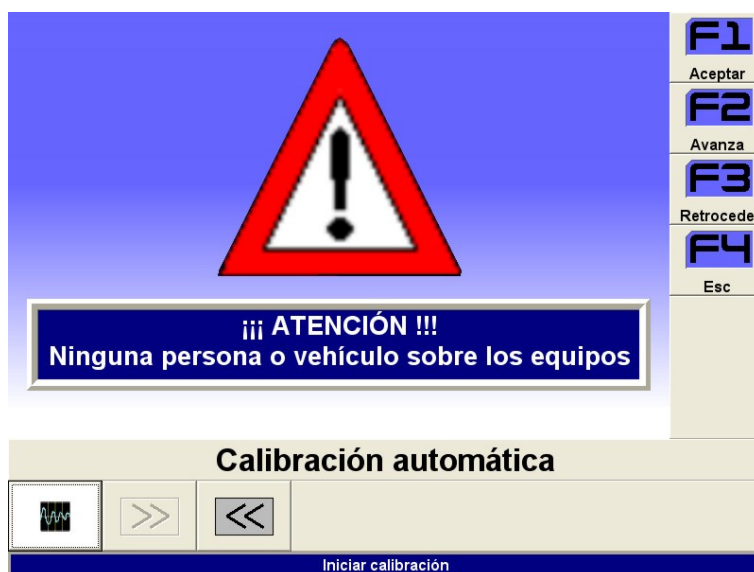 ¡¡¡ ATENCIÓN !!!
Ninguna persona o vehículo sobre los equipos
F1
Aceptar
F2
Avanza
F3
Retrocede
F4
Esc
Calibración automática
>>
<<
Iniciar calibración